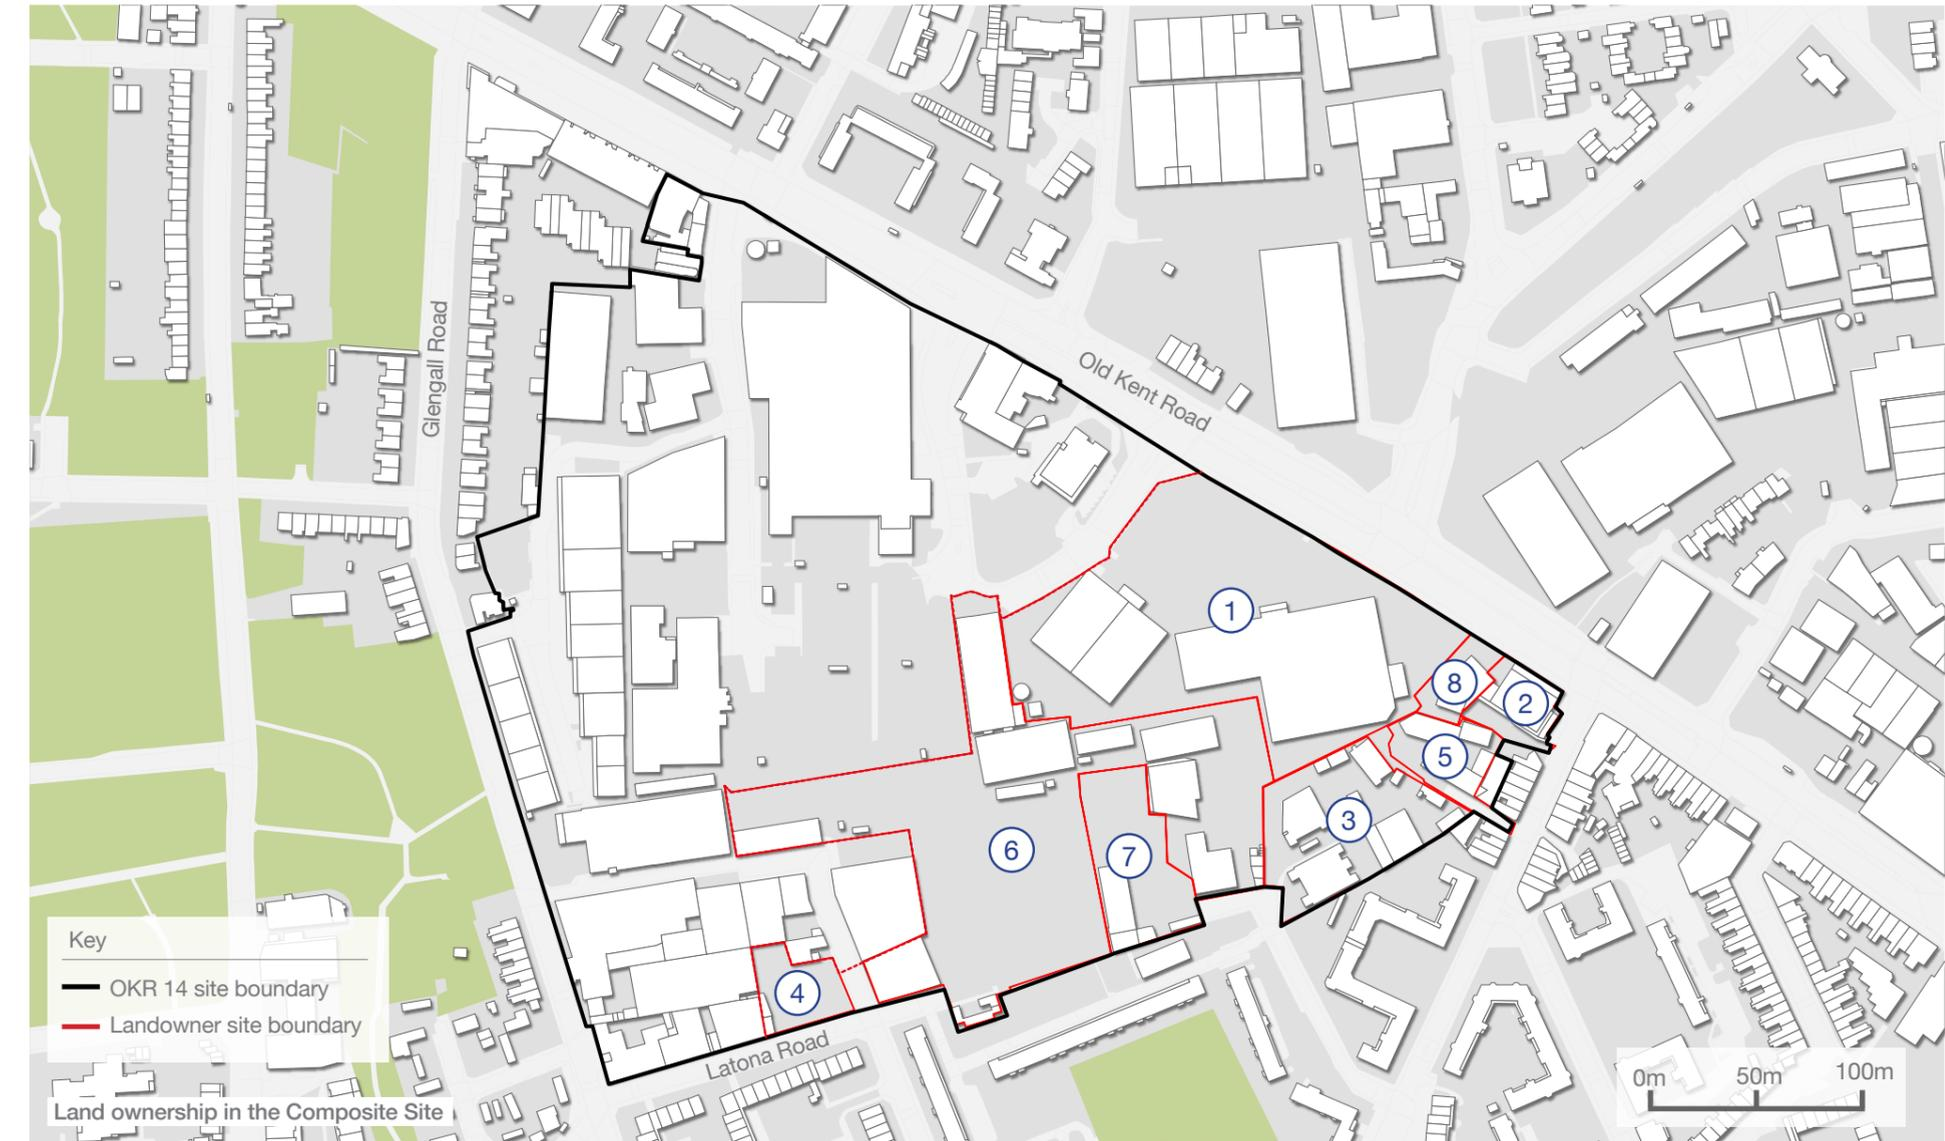 Glengall Road
Old Kent Road
1
8
2
5
3
6
7
4
Latona Road
Key
OKR 14 site boundary
Landowner site boundary
Land ownership in the Composite Site
0m 50m 100m